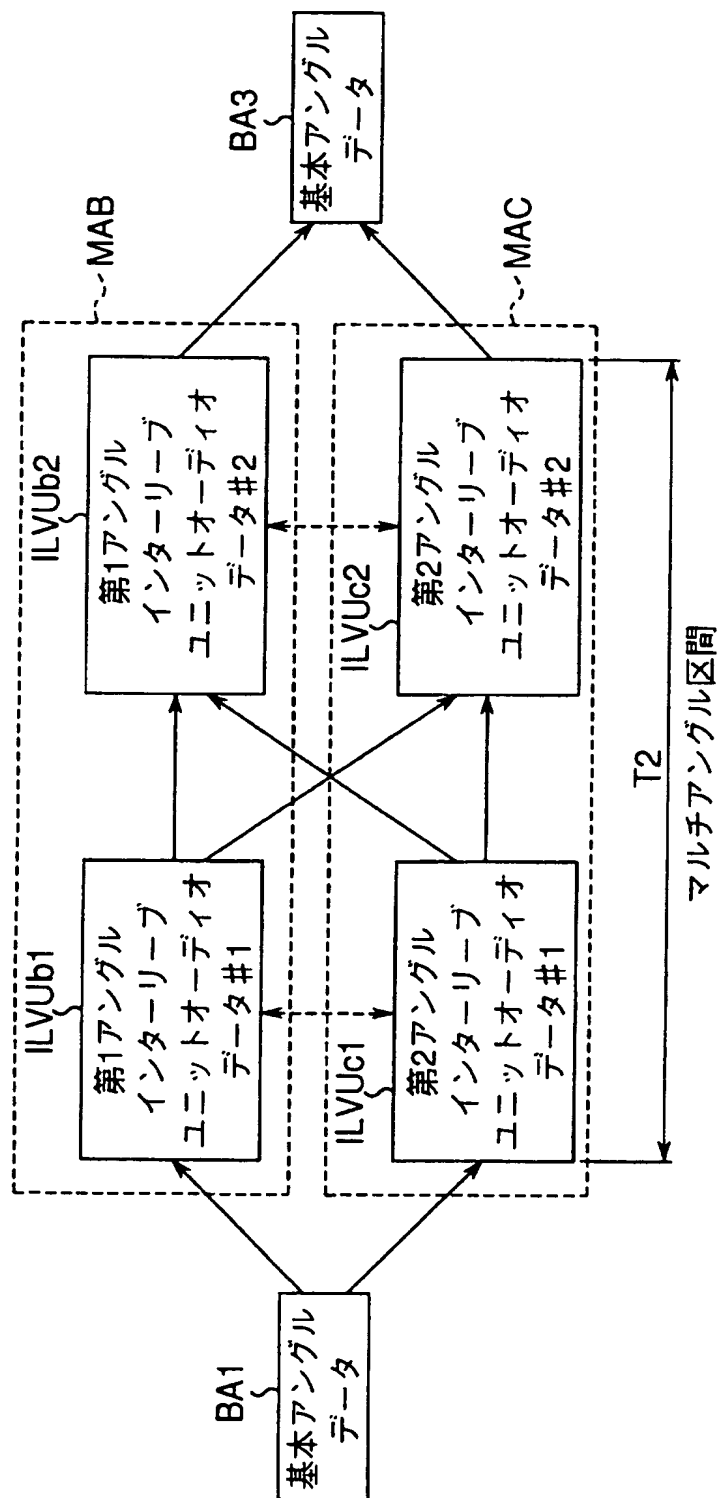 BA1
基本アングル
データ
MAB
ILVUb1
第1アングル
インターリーブ
ユニットオーディオ
データ#1
ILVUb2
第1アングル
インターリーブ
ユニットオーディオ
データ#2
ILVUc1
第2アングル
インターリーブ
ユニットオーディオ
データ#1
ILVUc2
第2アングル
インターリーブ
ユニットオーディオ
データ#2
MAC
BA3
基本アングル
データ
T2
マルチアングル区間